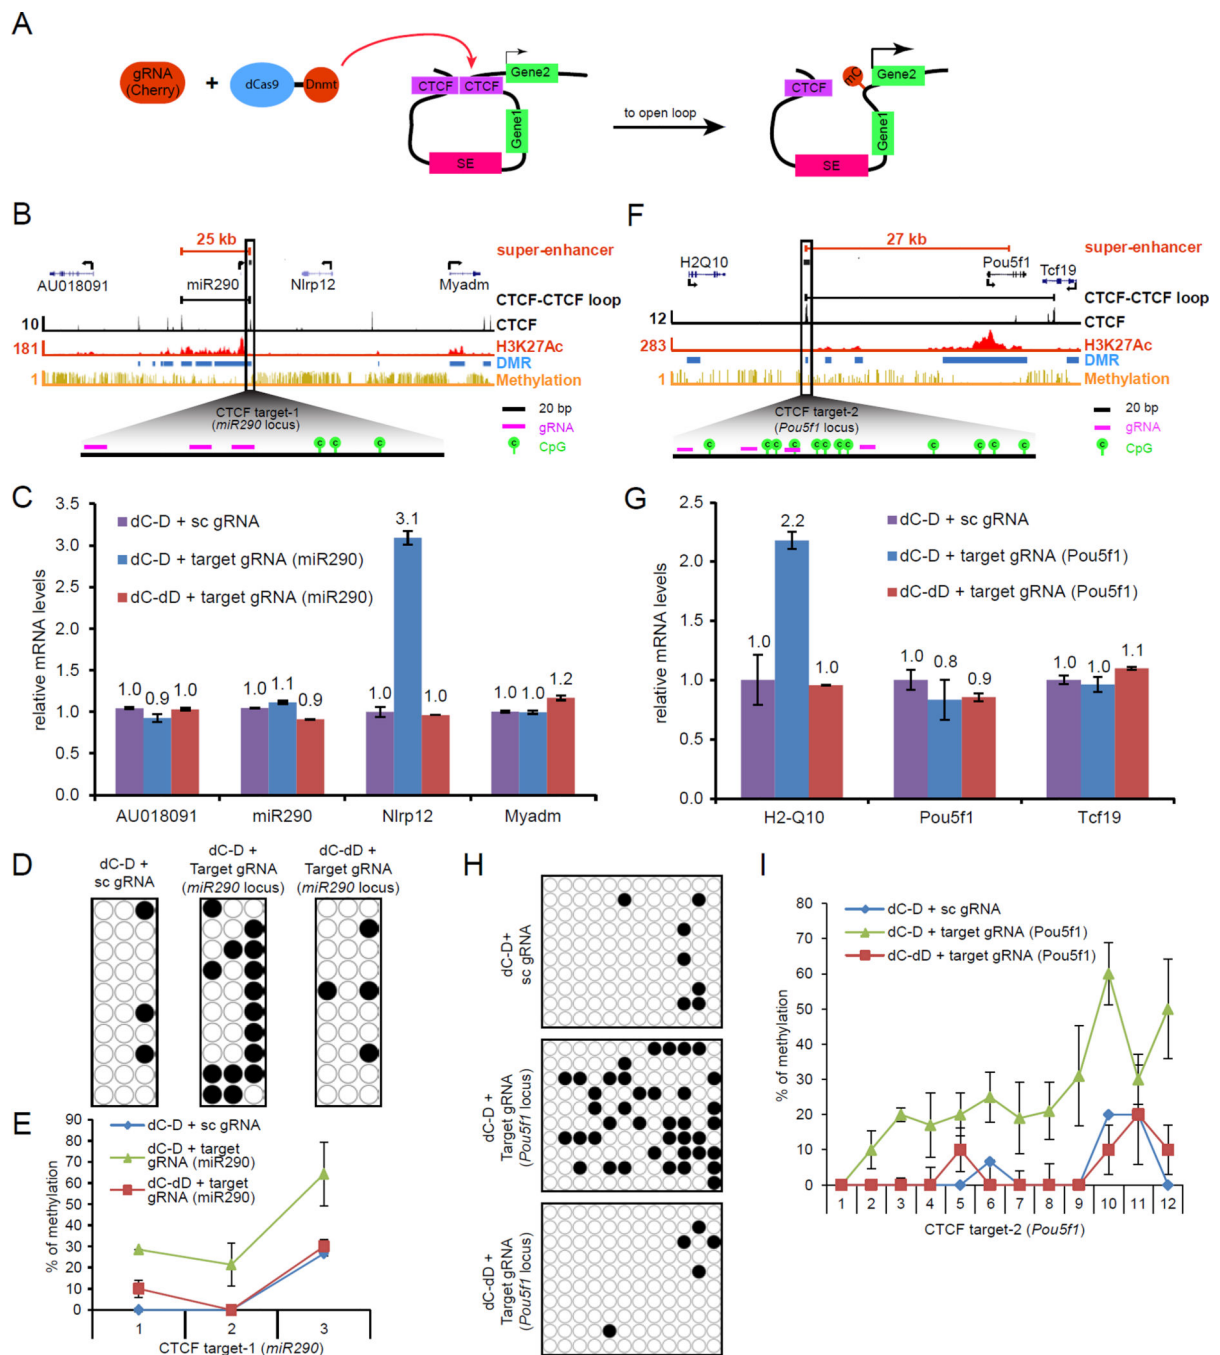 A
gRNA
(Cherry)
+
dCas9
Dnmt
CTCF
CTCF
Gene2
Gene1
SE
to open loop
CTCF
mC
Gene2
Gene1
SE
B
25 kb
super-enhancer
AU018091
miR290
Nlrp12
Myadm
CTCF-CTCF loop
10
CTCF
181
H3K27Ac
DMR
1
Methylation
CTCF target-1
(miR290 locus)
20 bp
gRNA
CpG
C
C
C
C
F
27 kb
super-enhancer
H2Q10
Pou5f1
Tcf19
CTCF-CTCF loop
12
CTCF
283
H3K27Ac
DMR
1
Methylation
CTCF target-2
(Pou5f1 locus)
20 bp
gRNA
CpG
C
C
C
C
C
C
C
C
C
C
C
C
C
C
relative mRNA levels
3.5
3.0
2.5
2.0
1.5
1.0
0.5
0.0
dC-D + sc gRNA
dC-D + target gRNA (miR290)
dC-dD + target gRNA (miR290)
1.0
0.9
1.0
1.0
1.1
0.9
1.0
3.1
1.0
1.0
1.0
1.2
AU018091
miR290
Nlrp12
Myadm
G
relative mRNA levels
2.5
2.0
1.5
1.0
0.5
0.0
dC-D + sc gRNA
dC-D + target gRNA (Pou5f1)
dC-dD + target gRNA (Pou5f1)
1.0
2.2
1.0
1.0
0.8
0.9
1.0
1.0
1.1
H2-Q10
Pou5f1
Tcf19
D
dC-D +
sc gRNA
dC-D +
Target gRNA
(miR290 locus)
dC-dD +
Target gRNA
(miR290 locus)
E
% of methylation
90
80
70
60
50
40
30
20
10
0
dC-D + sc gRNA
dC-D + target
gRNA (miR290)
dC-dD + target
gRNA (miR290)
1
2
3
CTCF target-1 (miR290)
H
dC-D+
sc gRNA
dC-D +
Target gRNA
(Pou5f1 locus)
dC-dD +
Target gRNA
(Pou5f1 locus)
I
% of methylation
80
70
60
50
40
30
20
10
0
dC-D + sc gRNA
dC-D + target gRNA (Pou5f1)
dC-dD + target gRNA (Pou5f1)
1
2
3
4
5
6
7
8
9
10
11
12
CTCF target-2 (Pou5f1)